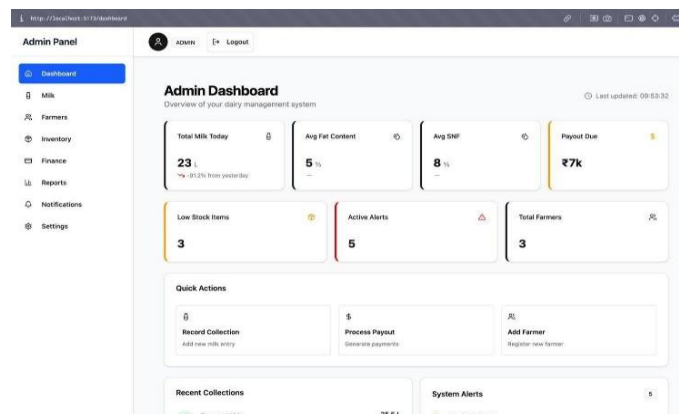 http://localhost:5173/dashboard
Admin Panel
ADMIN
Logout
Dashboard
Milk
Farmers
Inventory
Finance
Reports
Notifications
Settings
Admin Dashboard
Overview of your dairy management system
Last updated: 09:53:32
Total Milk Today
23 L
from yesterday
Avg Fat Content
5 %
—
Avg SNF
8 %
—
Payout Due
$
₹7k
Low Stock Items
3
Active Alerts
5
Total Farmers
3
Quick Actions
Record Collection
Add new milk entry
$
Process Payout
Generate payments
Add Farmer
Register new farmer
Recent Collections
System Alerts
5